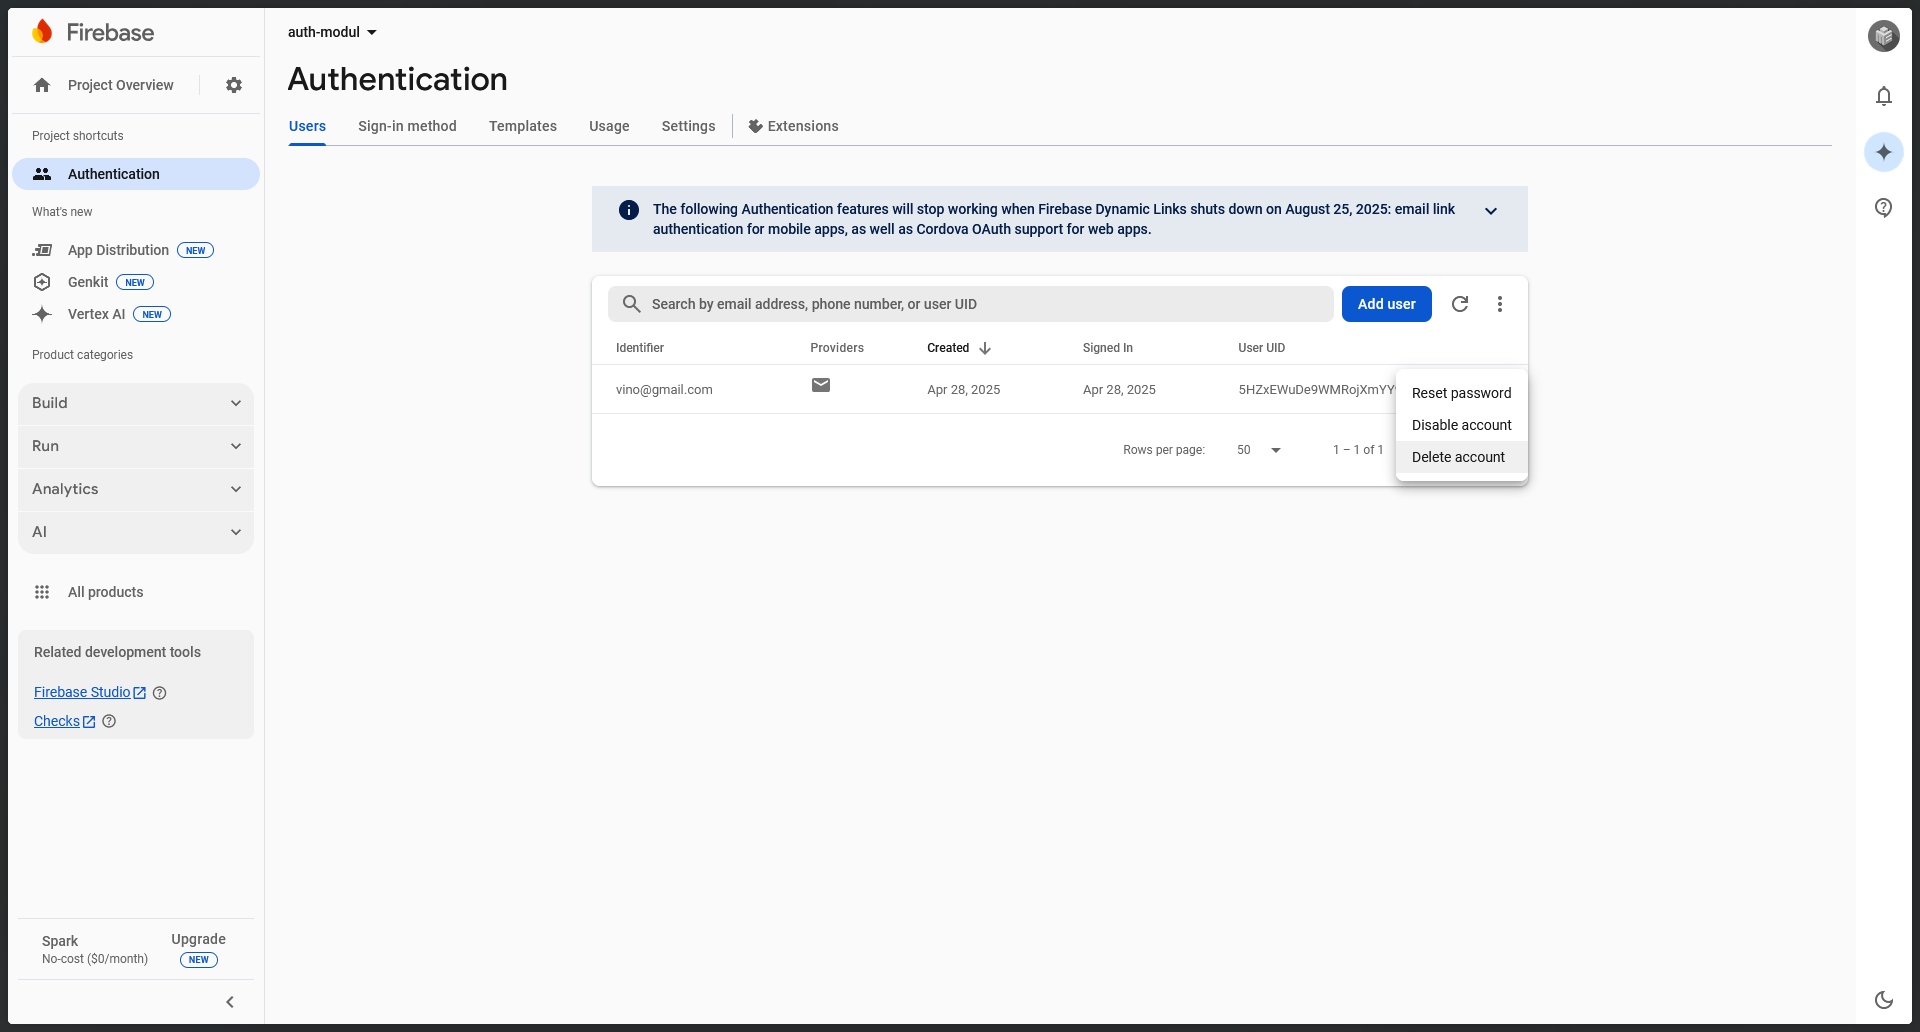 Firebase
Project Overview
Project shortcuts
Authentication
What's new
App Distribution NEW
Genkit NEW
Vertex AI NEW
Product categories
Build
Run
Analytics
AI
All products
Related development tools
Firebase Studio
Checks
Spark
No-cost ($0/month)
Upgrade
NEW
auth-modul
Authentication
Users Sign-in method Templates Usage Settings Extensions
The following Authentication features will stop working when Firebase Dynamic Links shuts down on August 25, 2025: email link
authentication for mobile apps, as well as Cordova OAuth support for web apps.
Search by email address, phone number, or user UID Add user
Identifier Providers Created Signed In User UID
vino@gmail.com Apr 28, 2025 Apr 28, 2025 5HZxEWuDe9WMRojXmYY
Rows per page: 50 1 – 1 of 1
Reset password
Disable account
Delete account